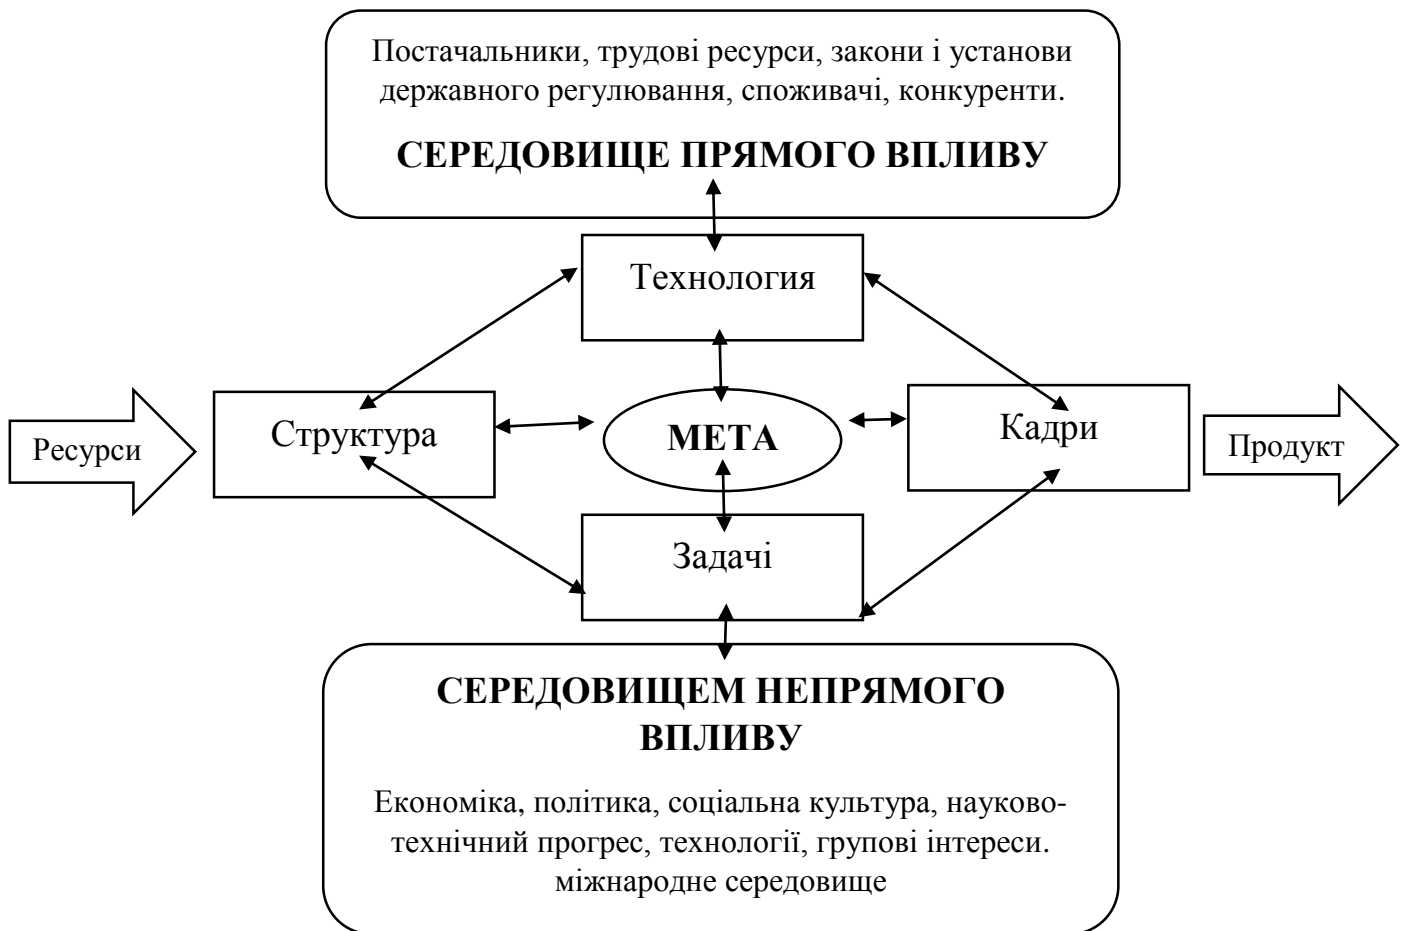 Постачальники, трудові ресурси, закони і установи
державного регулювання, споживачі, конкуренти.
СЕРЕДОВИЩЕ ПРЯМОГО ВПЛИВУ
Технология
Ресурси
Структура
МЕТА
Кадри
Продукт
Задачі
СЕРЕДОВИЩЕМ НЕПРЯМОГО
ВПЛИВУ
Економіка, політика, соціальна культура, науково-
технічний прогрес, технології, групові інтереси.
міжнародне середовище